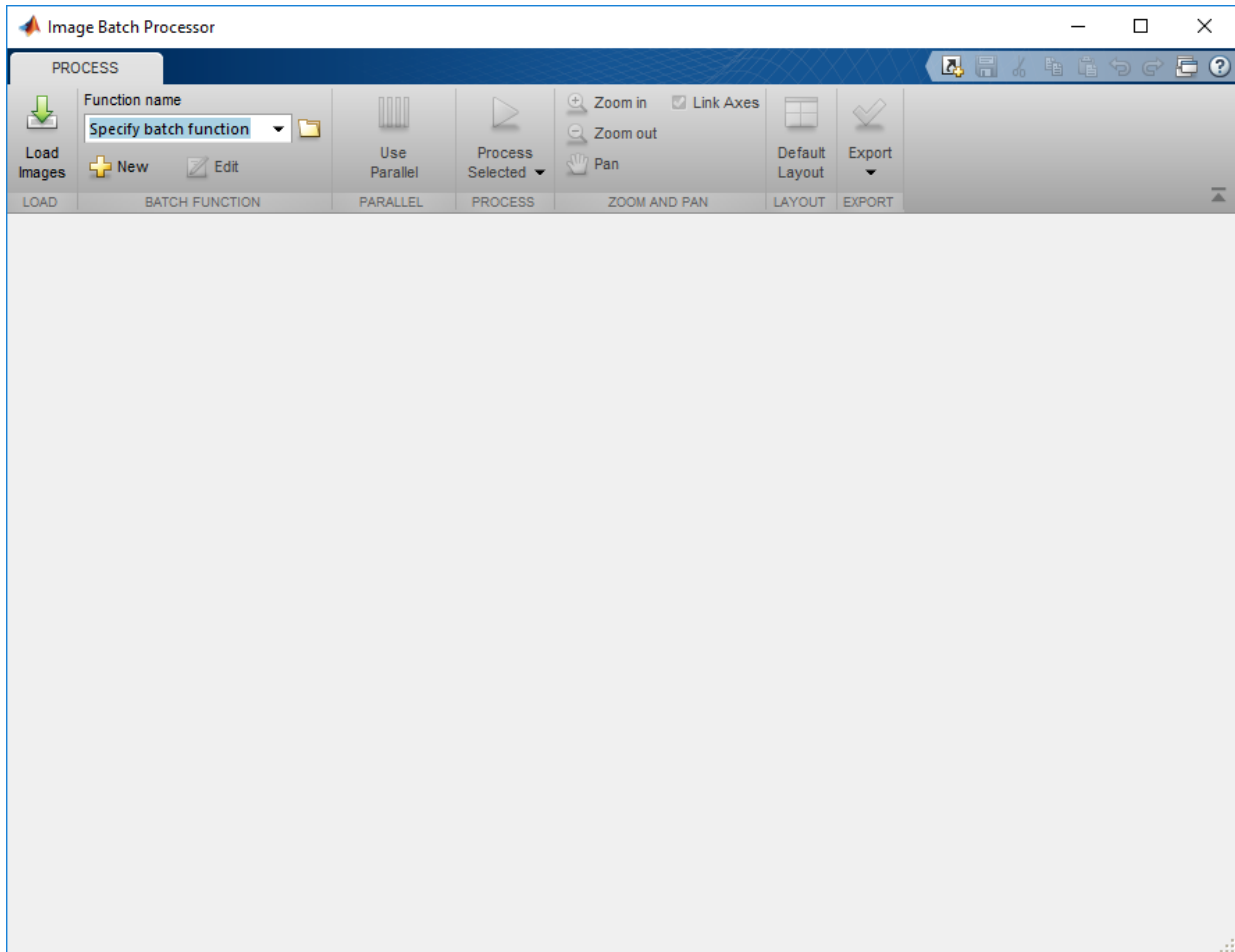 Image Batch Processor
PROCESS
Function name
Specify batch function
New
Edit
Load
Images
Use
Parallel
Process
Selected
Zoom in
Link Axes
Zoom out
Pan
Default
Layout
Export
LOAD
BATCH FUNCTION
PARALLEL
PROCESS
ZOOM AND PAN
LAYOUT
EXPORT